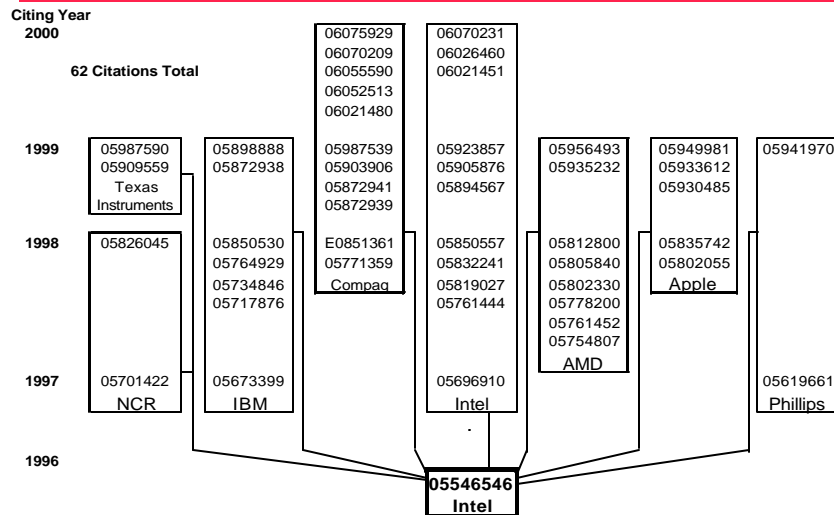 Citing Year
2000 06075929 06070231
06070209 06026460
62 Citations Total 06055590 06021451
06052513
06021480
1999 05987590 05898888 05987539 05923857 05956493 05949981 05941970
05909559 05872938 05903906 05905876 05935232 05933612
Texas 05872941 05894567 05930485
Instruments 05872939
1998 05826045 05850530 E0851361 05850557 05812800 05835742
05764929 05771359 05832241 05805840 05802055
05734846 Compaq 05819027 05802330 Apple
05717876 05761444 05778200
05761452
05754807
AMD
1997 05701422 05673399 05696910 05619661
NCR IBM Intel Phillips
1996
05546546
Intel